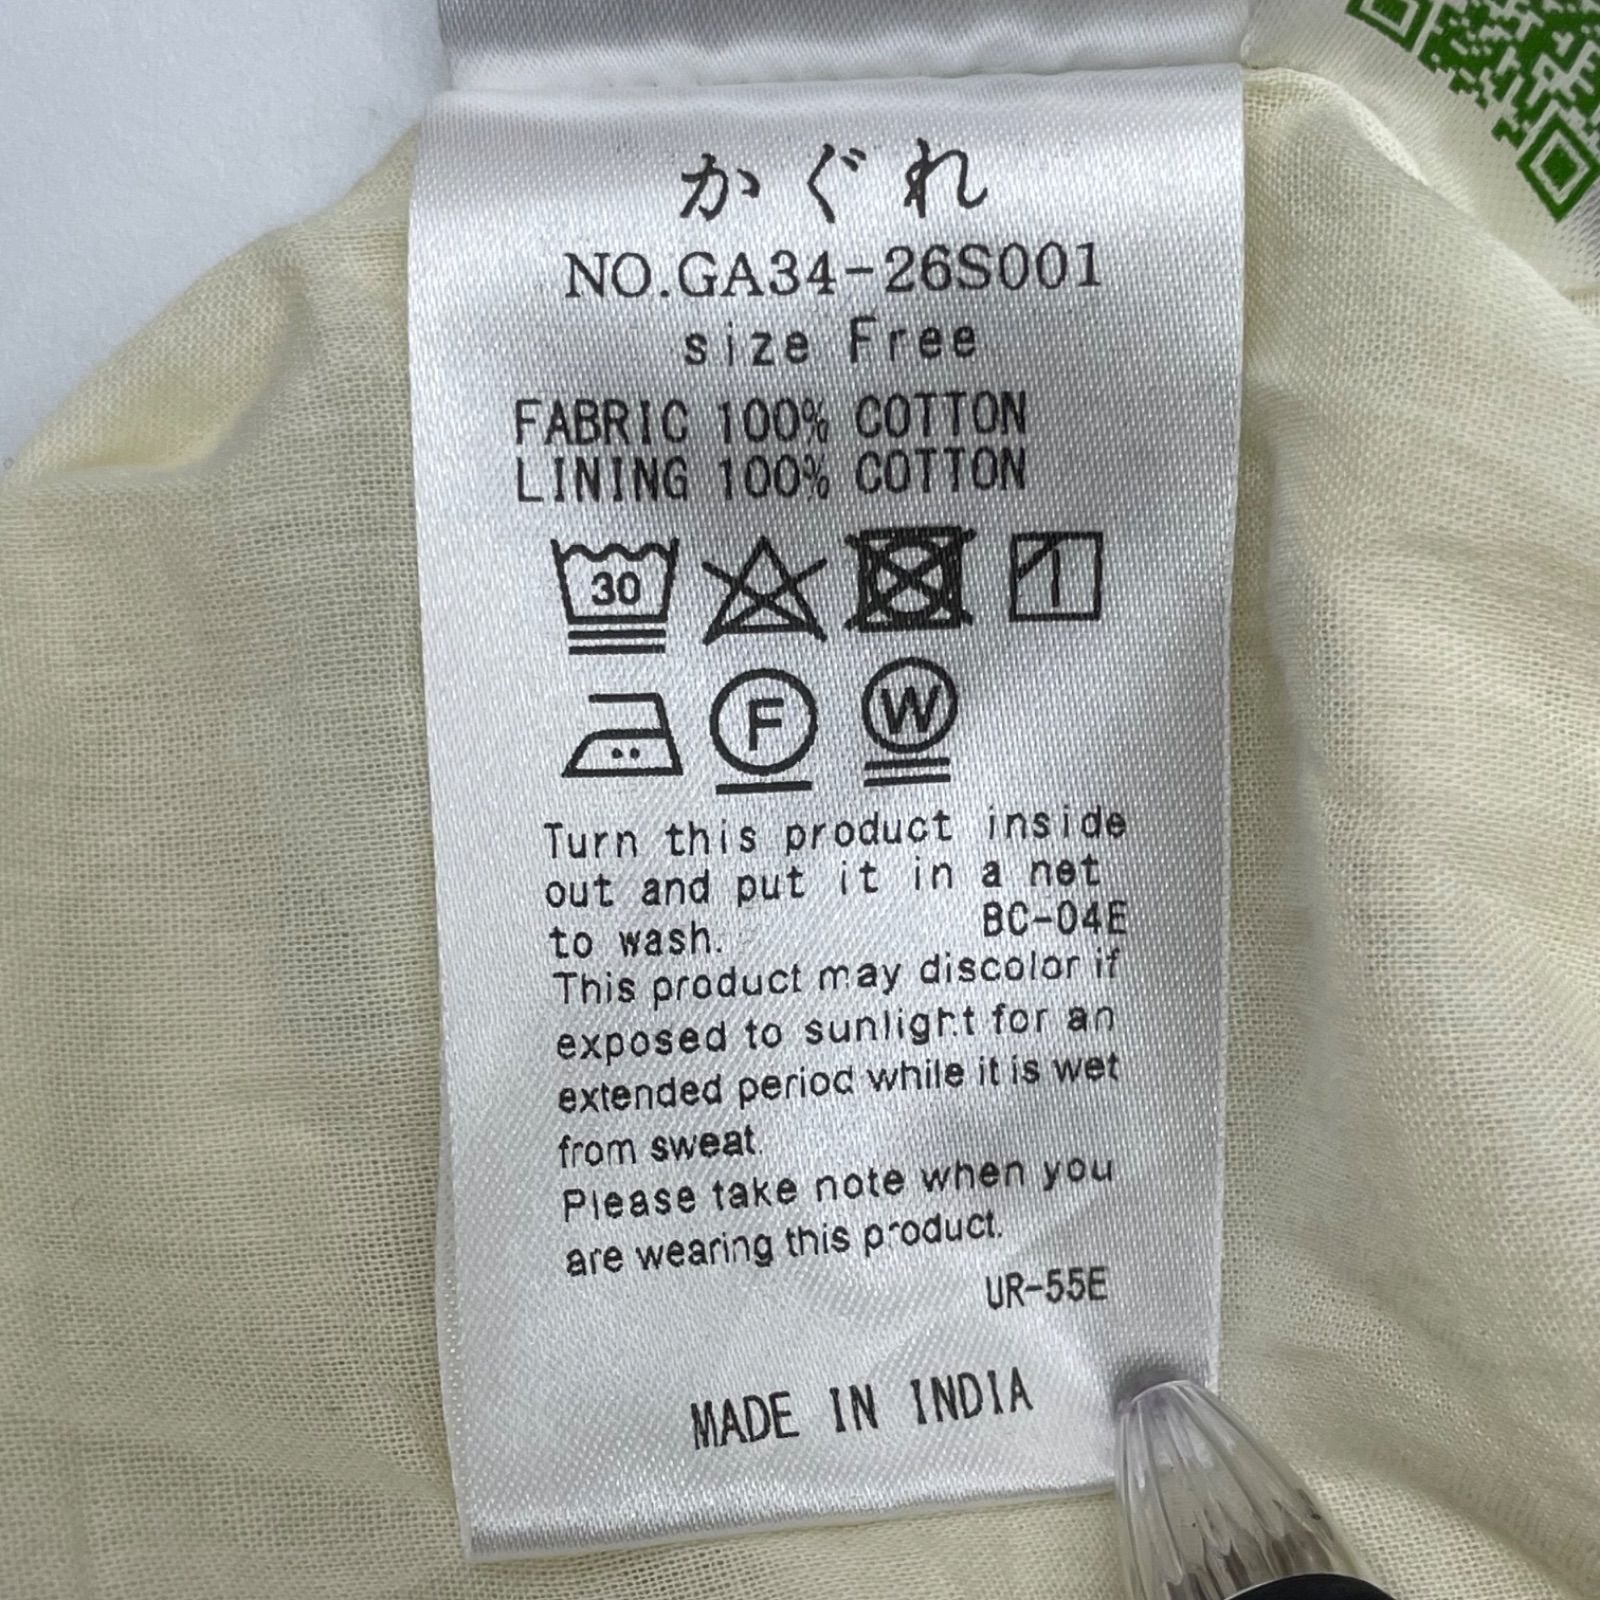 かぐれ
NO.GA34-26S001
size Free
FABRIC 100% COTTON
LINING 100% COTTON
30
F W
Turn this product inside
out and put it in a net
to wash.
BC-04E
This product may discolor if
exposed to sunlight for an
extended period while it is wet
from sweat.
Please take note when you
are wearing this product.
UR-55E
MADE IN INDIA